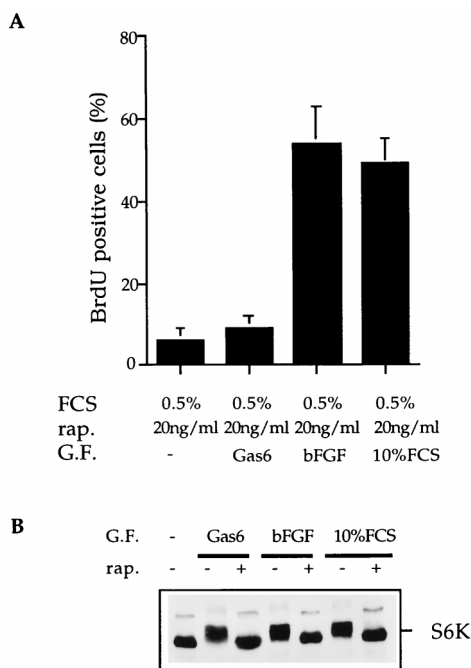 A
80
60
40
20
0
BrdU positive cells (%)
FCS 0.5% 0.5% 0.5% 0.5%
rap. 20ng/ml 20ng/ml 20ng/ml 20ng/ml
G.F. - Gas6 bFGF 10%FCS
B
G.F. - Gas6 bFGF 10%FCS
rap. - + - + - +
S6K